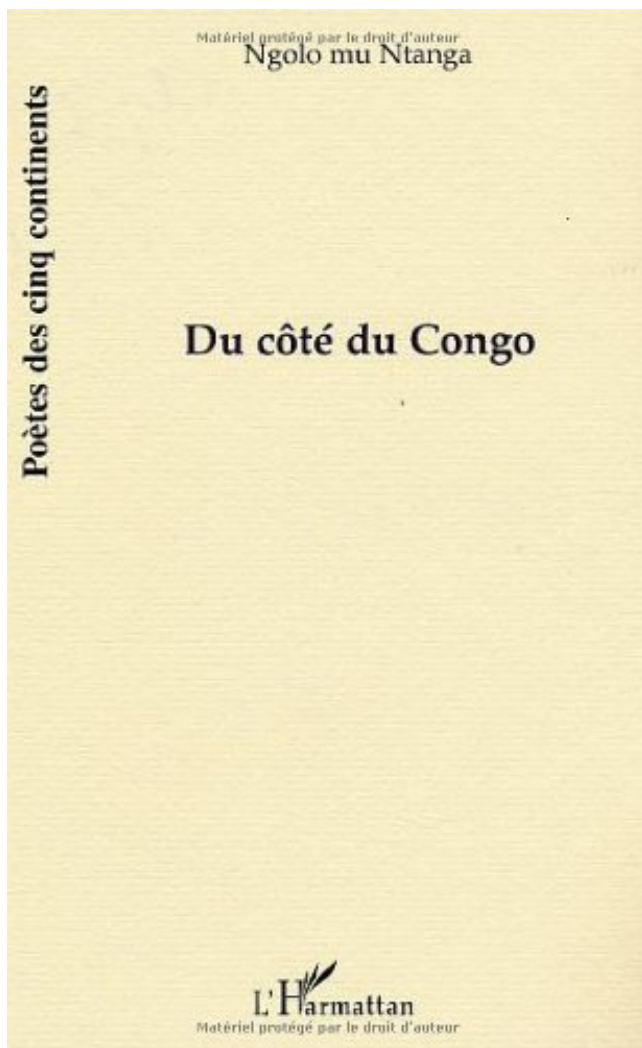 Matériel protégé par le droit d'auteur
Ngolo mu Ntanga
Poètes des cinq continents
Du côté du Congo
L'Harmattan
Matériel protégé par le droit d'auteur